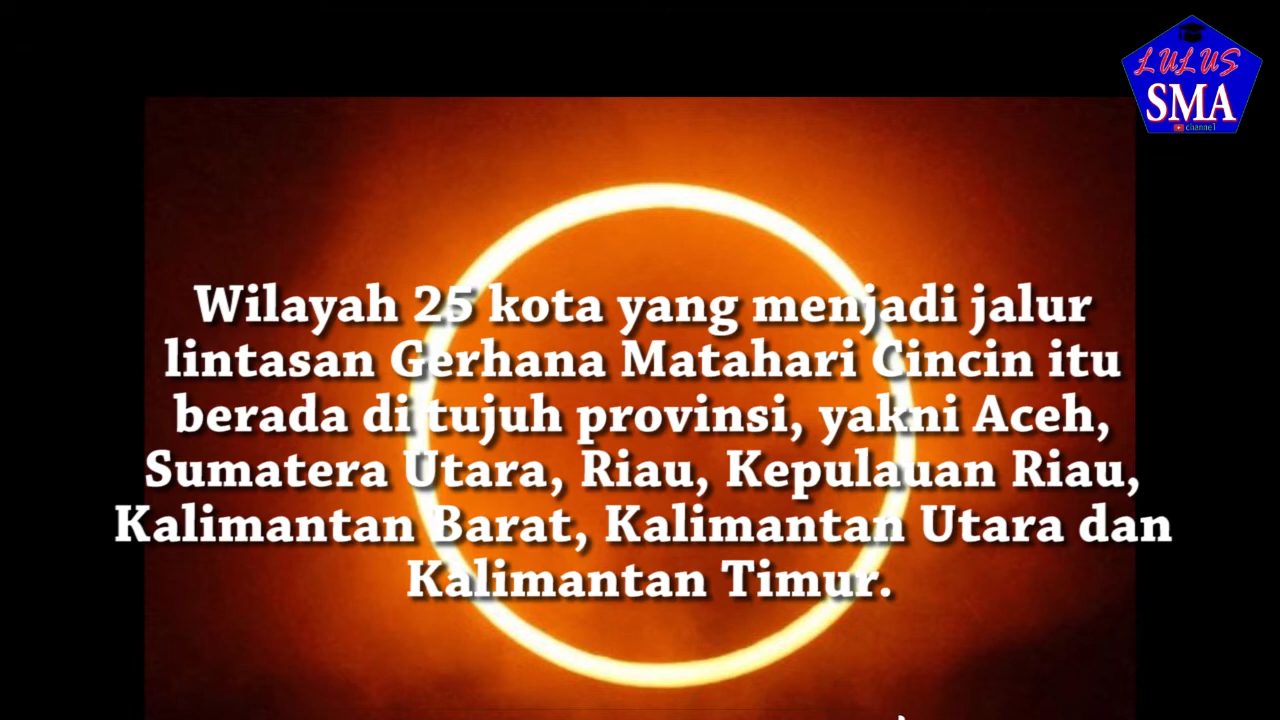 LULUS
SMA
channel
Wilayah 25 kota yang menjadi jalur
lintasan Gerhana Matahari Cincin itu
berada di tujuh provinsi, yakni Aceh,
Sumatera Utara, Riau, Kepulauan Riau,
Kalimantan Barat, Kalimantan Utara dan
Kalimantan Timur.